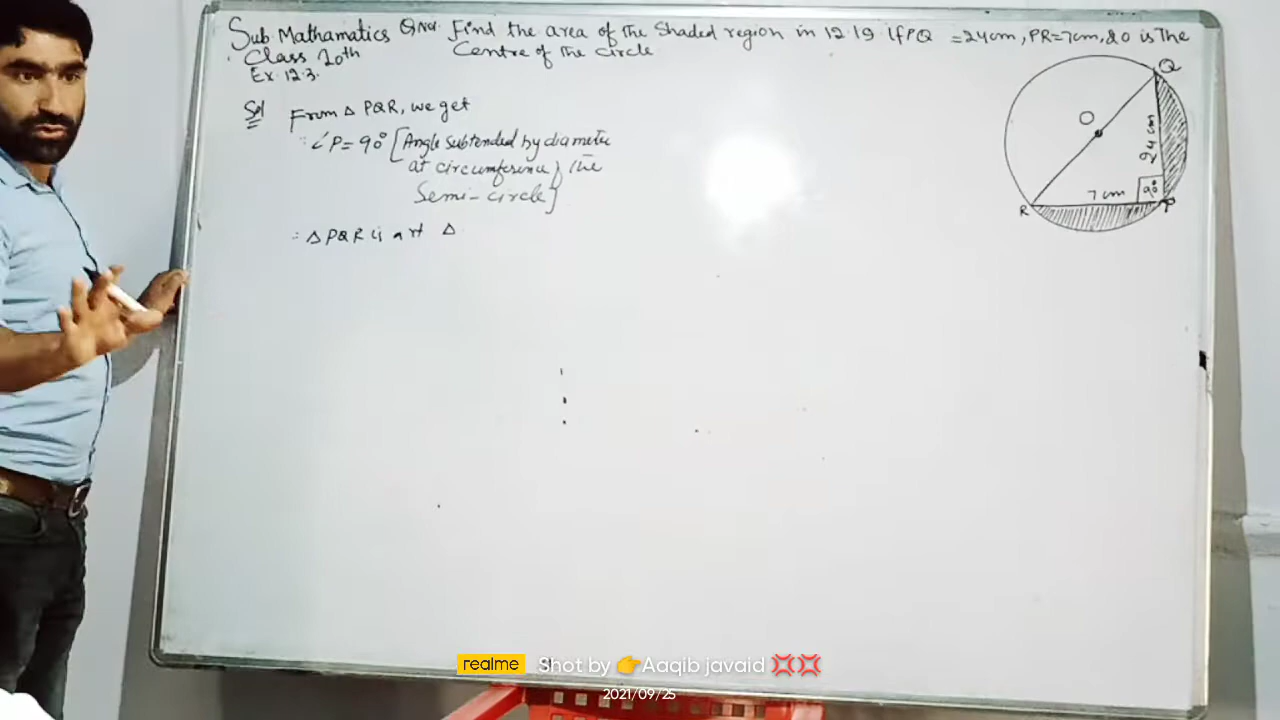 Sub. Mathamatics Qno1. Find the area of the Shaded region in 12.19 if PQ =24cm, PR=7cm, & O is The
Class 10th Centre of the circle
Ex 12.3.
Sol From △ PQR, we get
∵ ∠P= 90° [Angle subtended by diameter
at circumference of the
Semi-circle]
∴ △PQR is a rt △
Q
O
24 cm
7 cm
90°
R
P
realme Shot by 👉Aaqib javaid 💢💢
2021/09/25